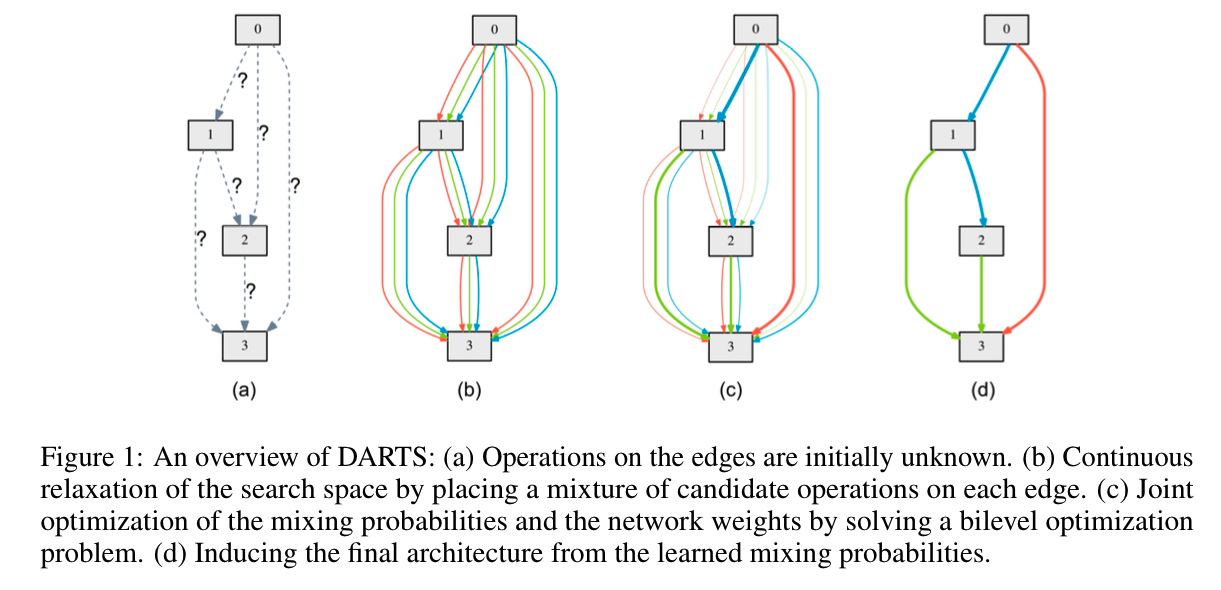 0
0
0
0
?
1
?
1
1
1
?
?
?
2
2
2
2
?
3
3
3
3
(a)
(b)
(c)
(d)
Figure 1: An overview of DARTS: (a) Operations on the edges are initially unknown. (b) Continuous
relaxation of the search space by placing a mixture of candidate operations on each edge. (c) Joint
optimization of the mixing probabilities and the network weights by solving a bilevel optimization
problem. (d) Inducing the final architecture from the learned mixing probabilities.